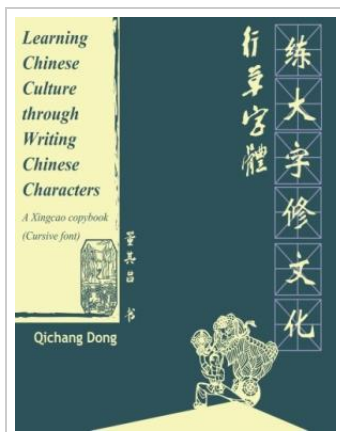 Learning
Chinese
Culture
through
Writing
Chinese
Characters
A Xingcao copybook
(Cursive font)
董其昌 书
Qichang Dong
行草字體
练大字修文化